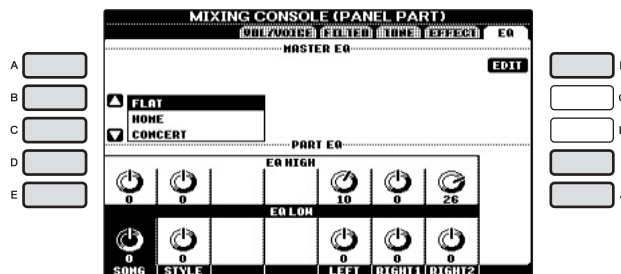 MIXING CONSOLE (PANEL PART)
VOL/VOICE FILTER TUNE EFFECT EQ
MASTER EQ
EDIT
A
B
FLAT
HOME
C
CONCERT
PART EQ
D
EQ HIGH
E
0 0 10 0 26
EQ LOW
0 0 0 0 0
SONG STYLE LEFT RIGHT1 RIGHT2